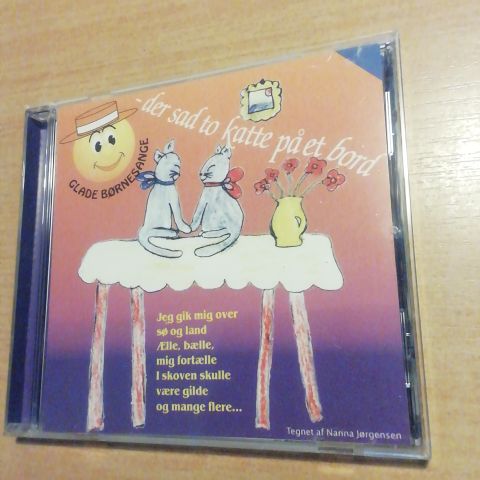 - der sad to katte på et bord
GLADE BØRNESANGE
Jeg gik mig over
sø og land
Ælle, bælle,
mig fortælle
I skoven skulle
være gilde
og mange flere...
Tegnet af Nanna Jørgensen